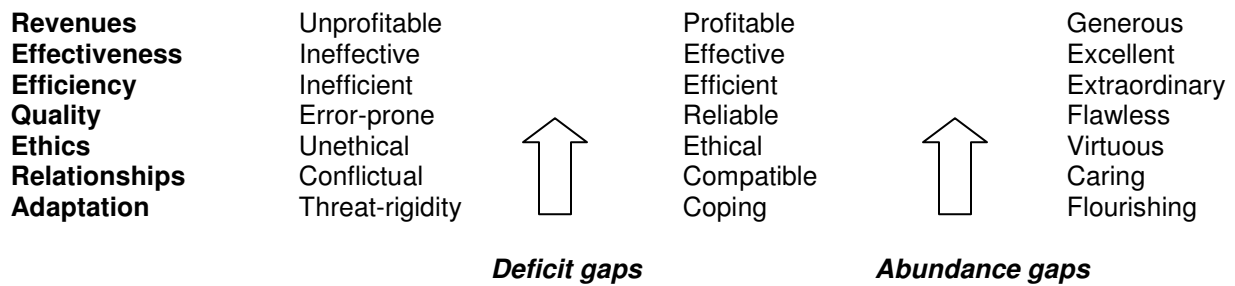 Revenues Unprofitable Profitable Generous
Effectiveness Ineffective Effective Excellent
Efficiency Inefficient Efficient Extraordinary
Quality Error-prone Reliable Flawless
Ethics Unethical Ethical Virtuous
Relationships Conflictual Compatible Caring
Adaptation Threat-rigidity Coping Flourishing
Deficit gaps Abundance gaps